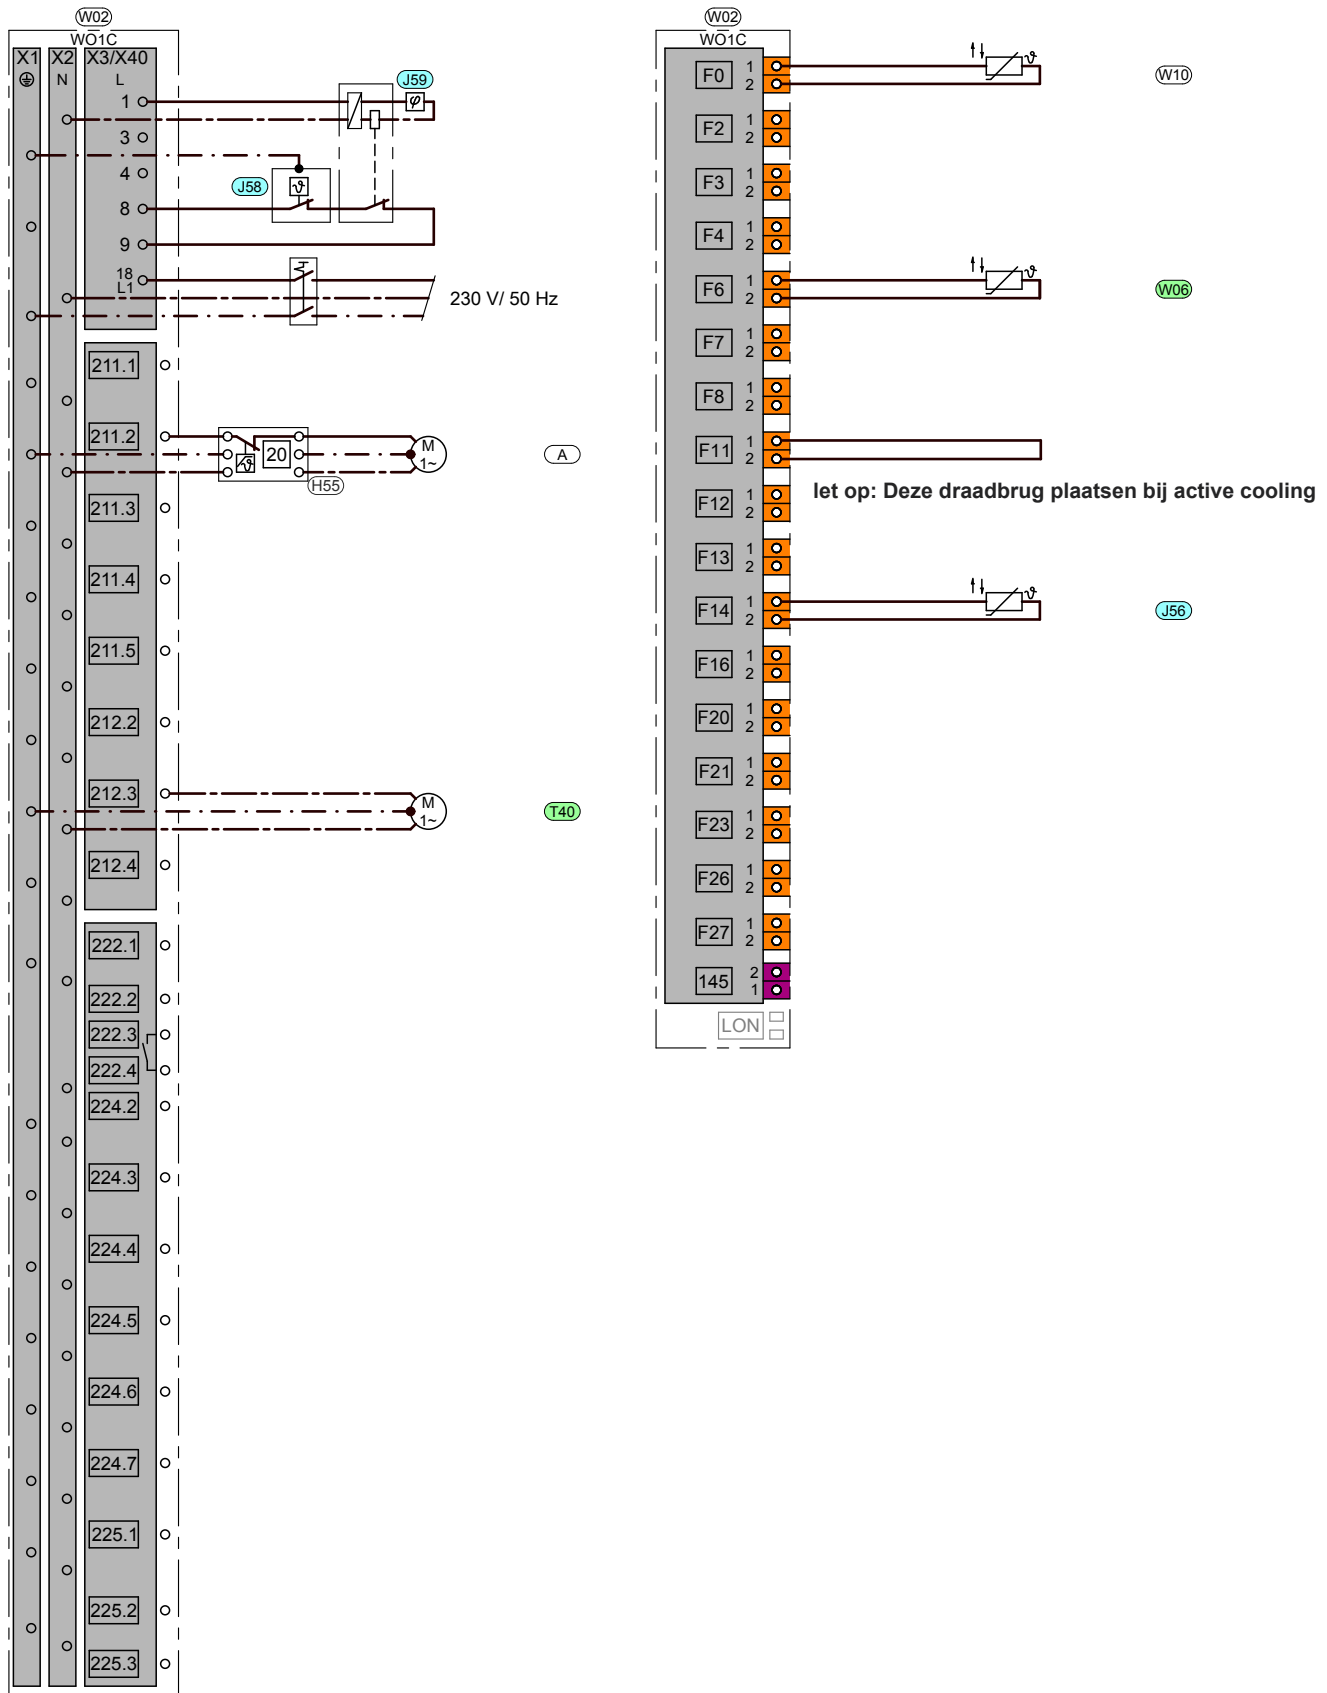 W02
WO1C
X1 X2 X3/X40
N L
J59
φ
1
3
4
J58
ϑ
8
9
18
L1
230 V/ 50 Hz
211.1
211.2
ϑ
20
M
1~
A
H55
211.3
211.4
211.5
212.2
212.3
M
1~
T40
212.4
222.1
222.2
222.3
222.4
224.2
224.3
224.4
224.5
224.6
224.7
225.1
225.2
225.3
W02
WO1C
F0 1 2
ϑ
W10
F2 1 2
F3 1 2
F4 1 2
F6 1 2
ϑ
W06
F7 1 2
F8 1 2
F11 1 2
let op: Deze draadbrug plaatsen bij active cooling
F12 1 2
F13 1 2
F14 1 2
ϑ
J56
F16 1 2
F20 1 2
F21 1 2
F23 1 2
F26 1 2
F27 1 2
145 2 1
LON